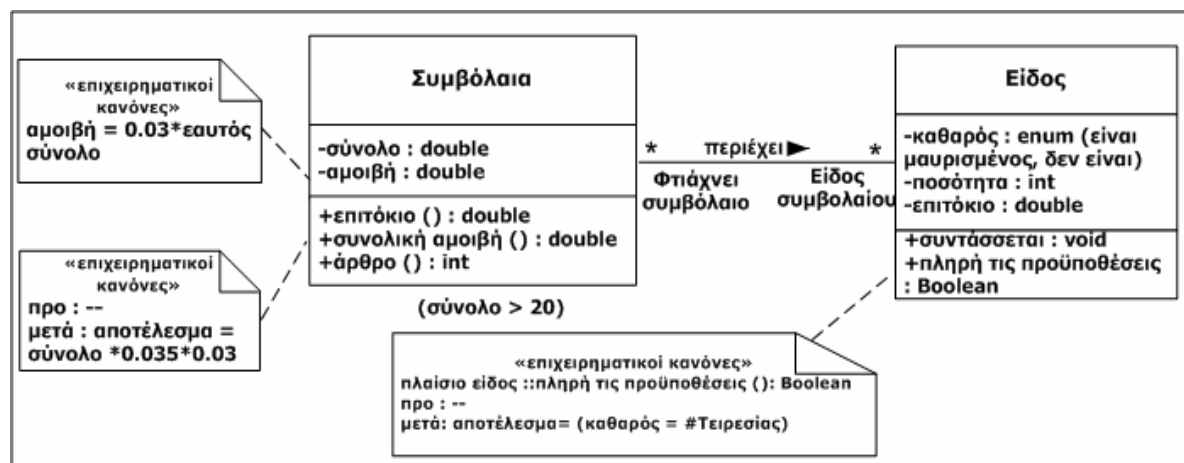 «επιχειρηματικοί
κανόνες»
αμοιβή = 0.03*εαυτός
σύνολο
«επιχειρηματικοί
κανόνες»
προ : --
μετά : αποτέλεσμα =
σύνολο *0.035*0.03
Συμβόλαια
-σύνολο : double
-αμοιβή : double
+επιτόκιο () : double
+συνολική αμοιβή () : double
+άρθρο () : int
(σύνολο > 20)
* περιέχει *
Φτιάχνει
συμβόλαιο
Είδος
συμβολαίου
Είδος
-καθαρός : enum (είναι
μαυρισμένος, δεν είναι)
-ποσότητα : int
-επιτόκιο : double
+συντάσσεται : void
+πληρή τις προϋποθέσεις
: Boolean
«επιχειρηματικοί κανόνες»
πλαίσιο είδος ::πληρή τις προϋποθέσεις (): Boolean
προ : --
μετά: αποτέλεσμα= (καθαρός = #Τειρεσίας)